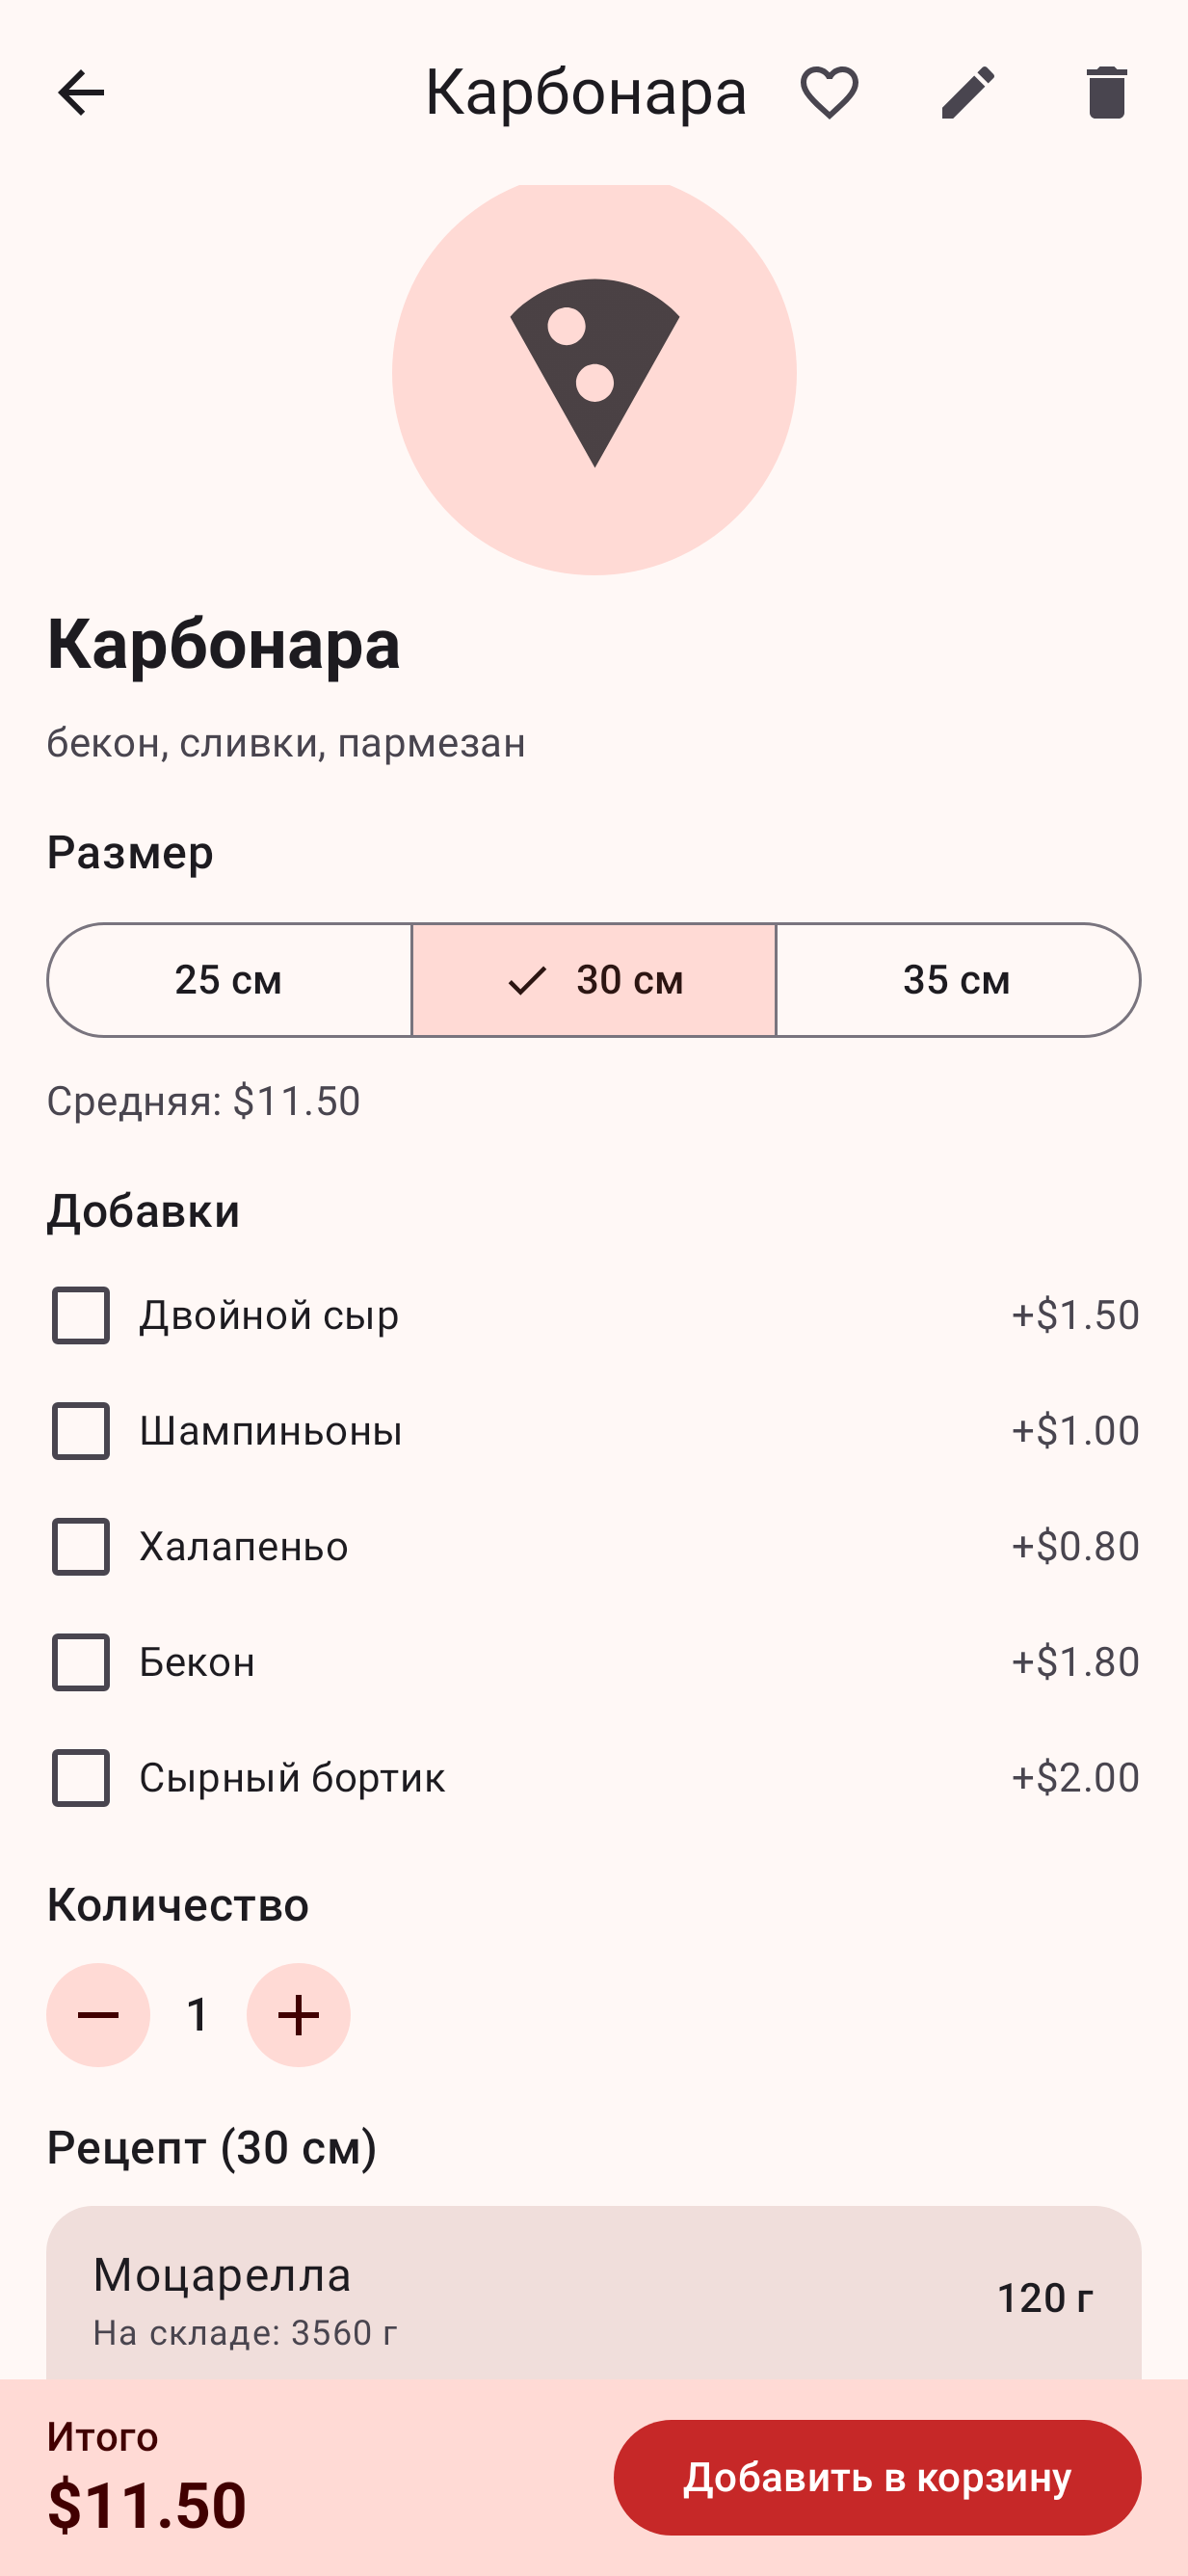 Карбонара
Карбонара
бекон, сливки, пармезан
Размер
25 см
30 см
35 см
Средняя: $11.50
Добавки
Двойной сыр +$1.50
Шампиньоны +$1.00
Халапеньо +$0.80
Бекон +$1.80
Сырный бортик +$2.00
Количество
1
Рецепт (30 см)
Моцарелла
120 г
На складе: 3560 г
Итого
$11.50
Добавить в корзину